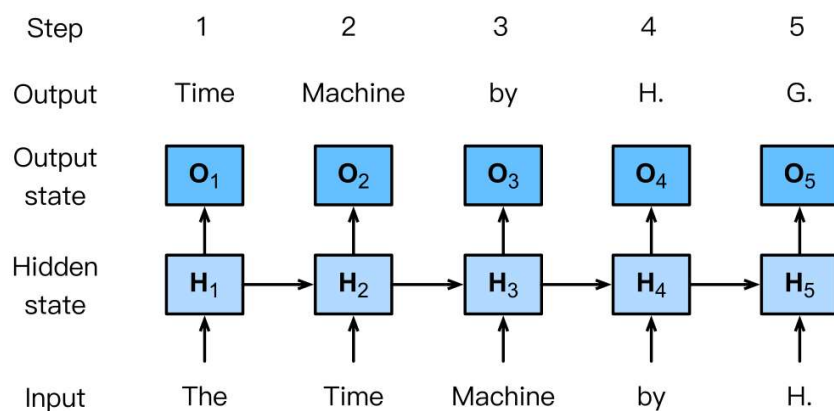 Step 1 2 3 4 5
Output Time Machine by H. G.
Output
state
O1 O2 O3 O4 O5
Hidden
state
H1 H2 H3 H4 H5
Input The Time Machine by H.